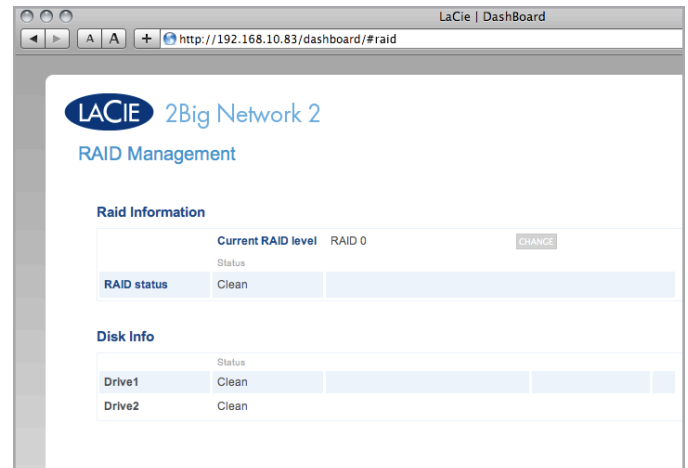 LaCie | DashBoard
A A + http://192.168.10.83/dashboard/#raid
LACIE 2Big Network 2
RAID Management
Raid Information
Current RAID level RAID 0 CHANGE
Status
RAID status Clean
Disk Info
Status
Drive1 Clean
Drive2 Clean